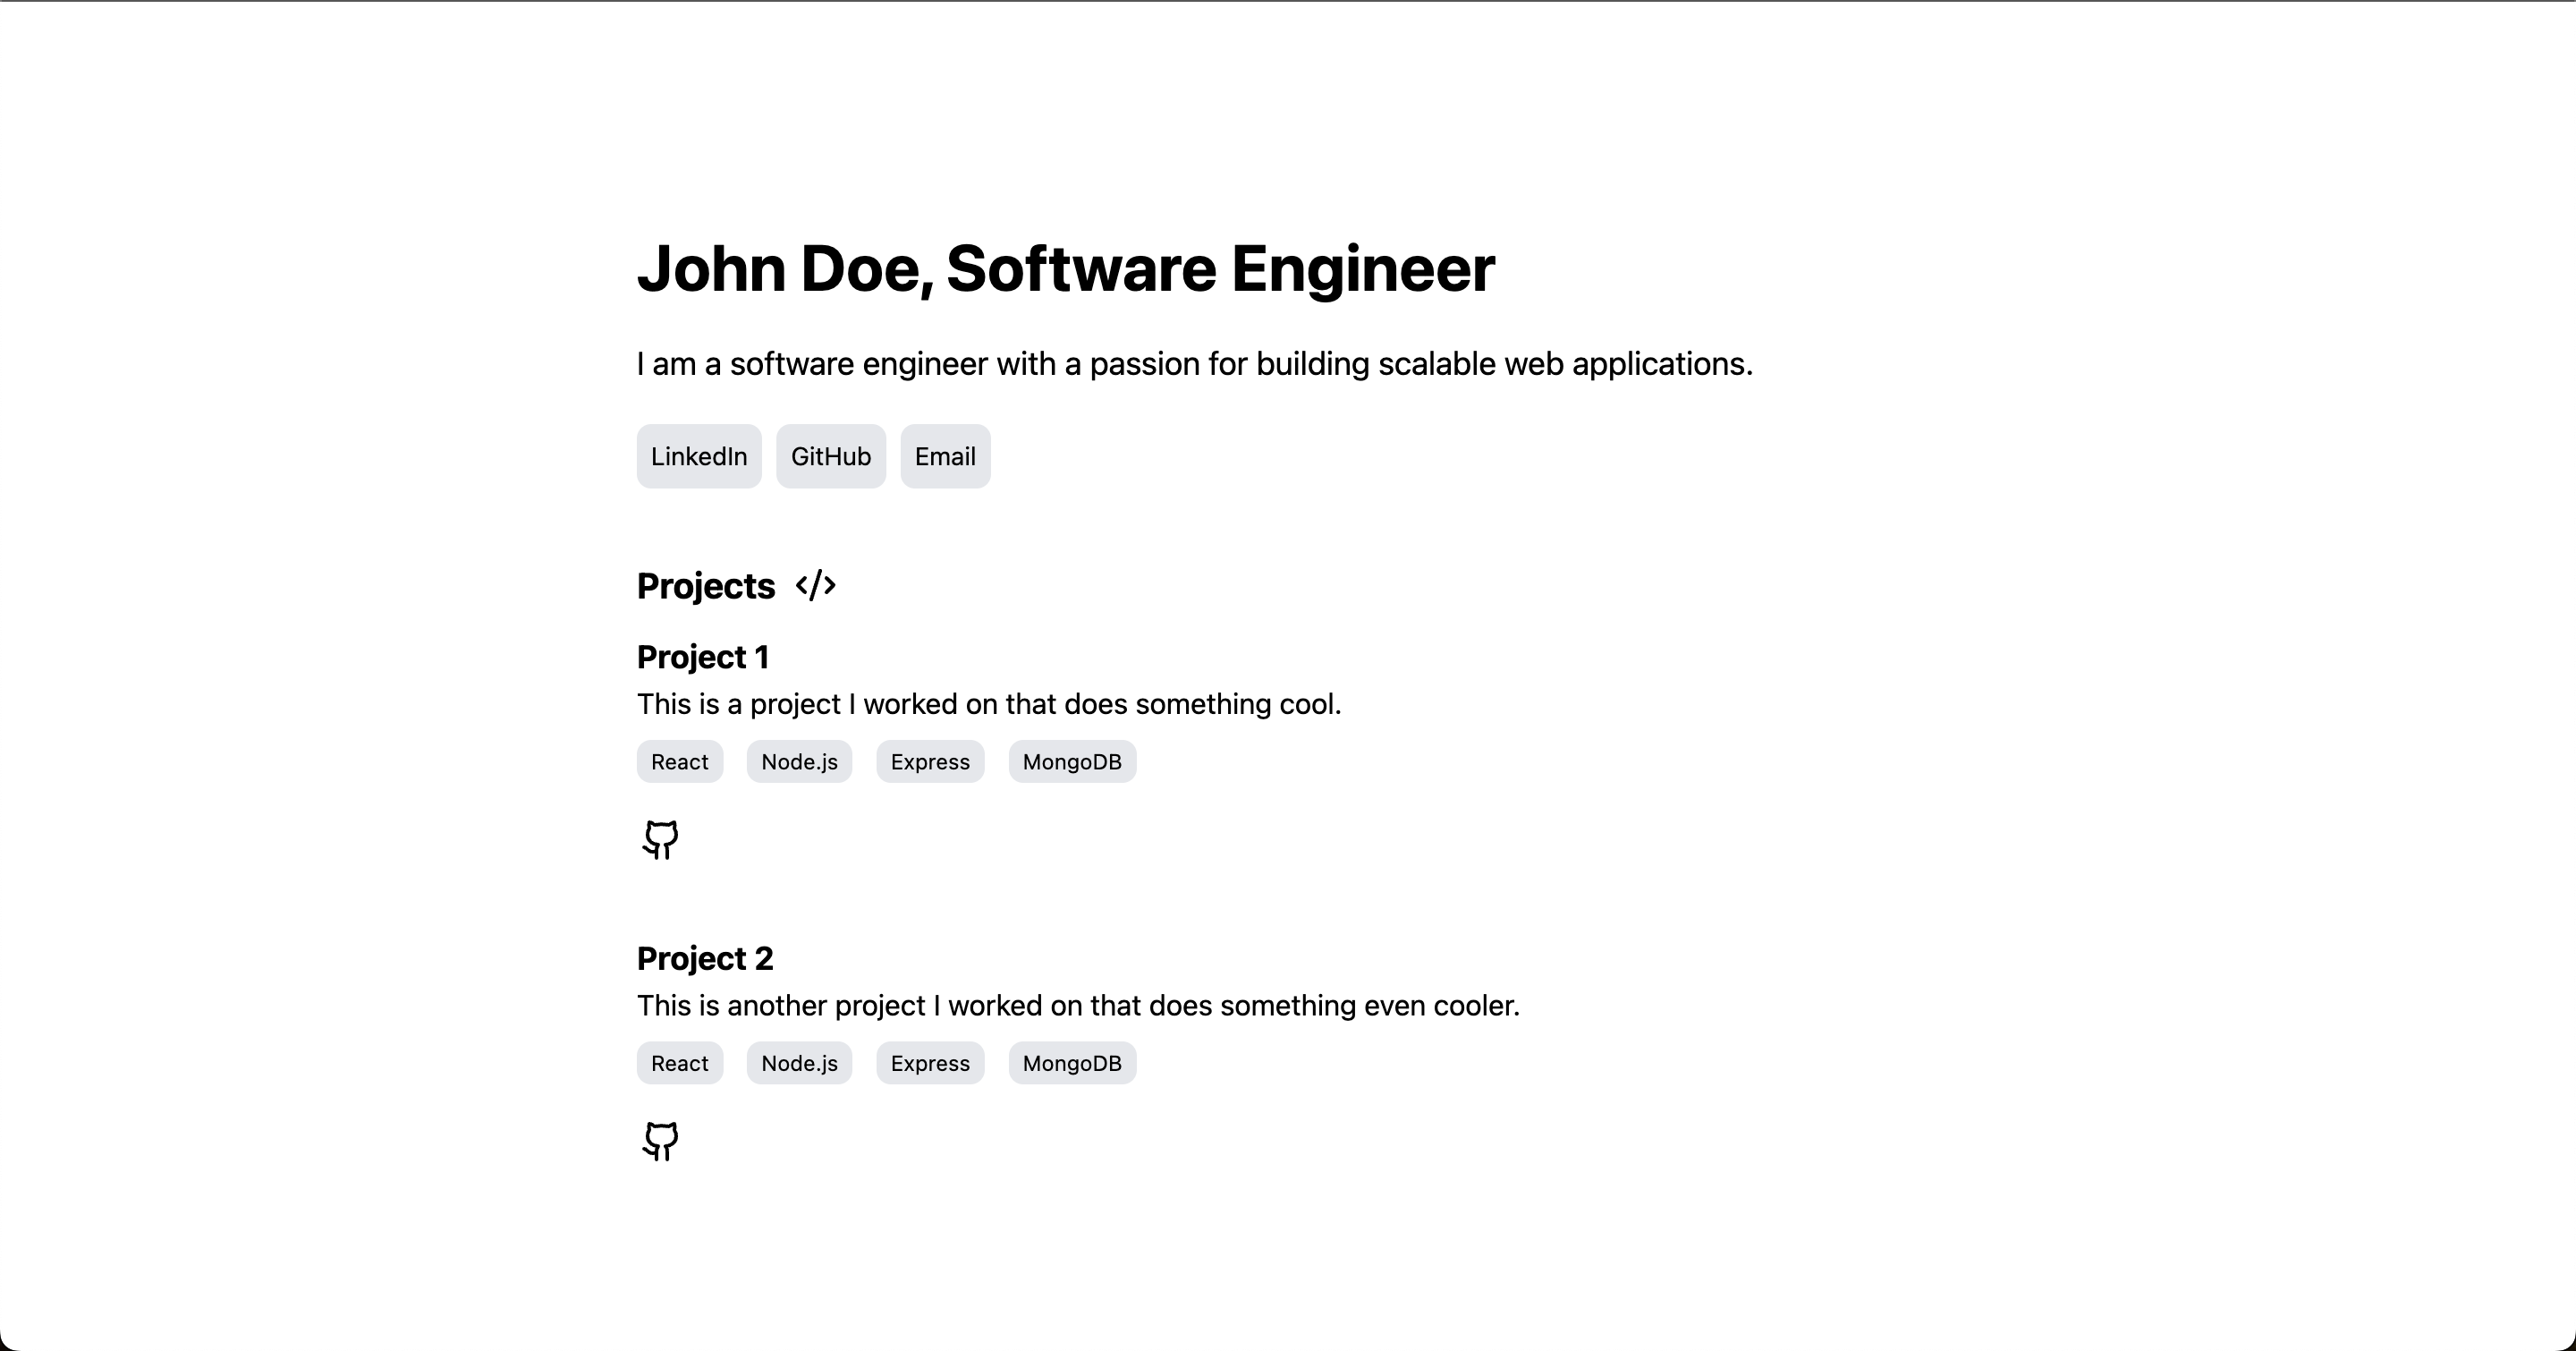 John Doe, Software Engineer
I am a software engineer with a passion for building scalable web applications.
LinkedIn GitHub Email
Projects </>
Project 1
This is a project I worked on that does something cool.
React Node.js Express MongoDB
Project 2
This is another project I worked on that does something even cooler.
React Node.js Express MongoDB